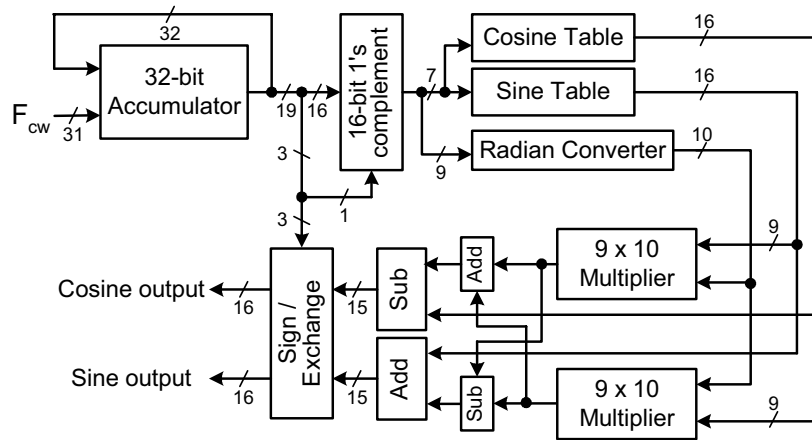 32
32-bit
Accumulator
F_cw
31
19
16
3
3
1
16-bit 1's
complement
7
9
Cosine Table
16
Sine Table
16
Radian Converter
10
Cosine output
16
Sine output
16
Sign /
Exchange
15
15
Sub
Add
Add
Sub
9 x 10
Multiplier
9
9 x 10
Multiplier
9